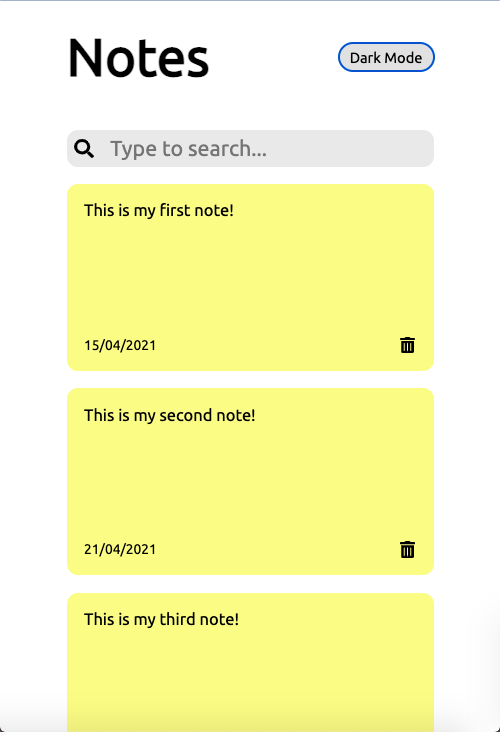 Notes
Dark Mode
Type to search...
This is my first note!
15/04/2021
This is my second note!
21/04/2021
This is my third note!